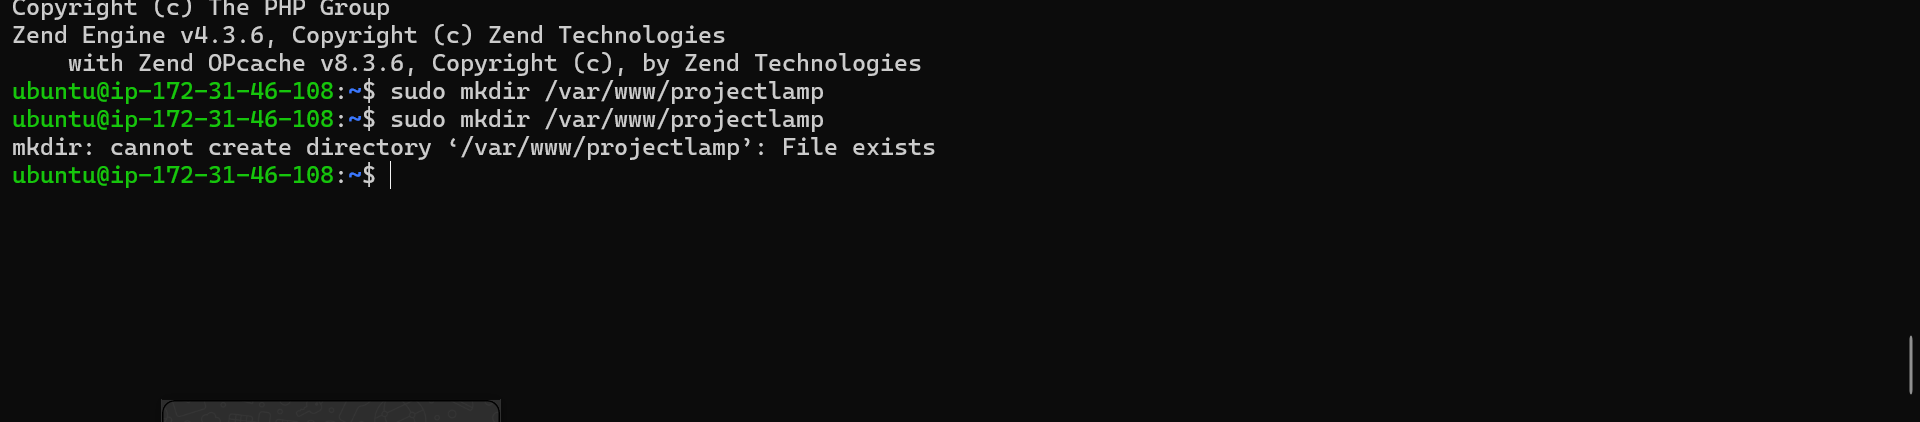 Copyright (c) The PHP Group
Zend Engine v4.3.6, Copyright (c) Zend Technologies
    with Zend OPcache v8.3.6, Copyright (c), by Zend Technologies
ubuntu@ip-172-31-46-108:~$ sudo mkdir /var/www/projectlamp
ubuntu@ip-172-31-46-108:~$ sudo mkdir /var/www/projectlamp
mkdir: cannot create directory ‘/var/www/projectlamp’: File exists
ubuntu@ip-172-31-46-108:~$